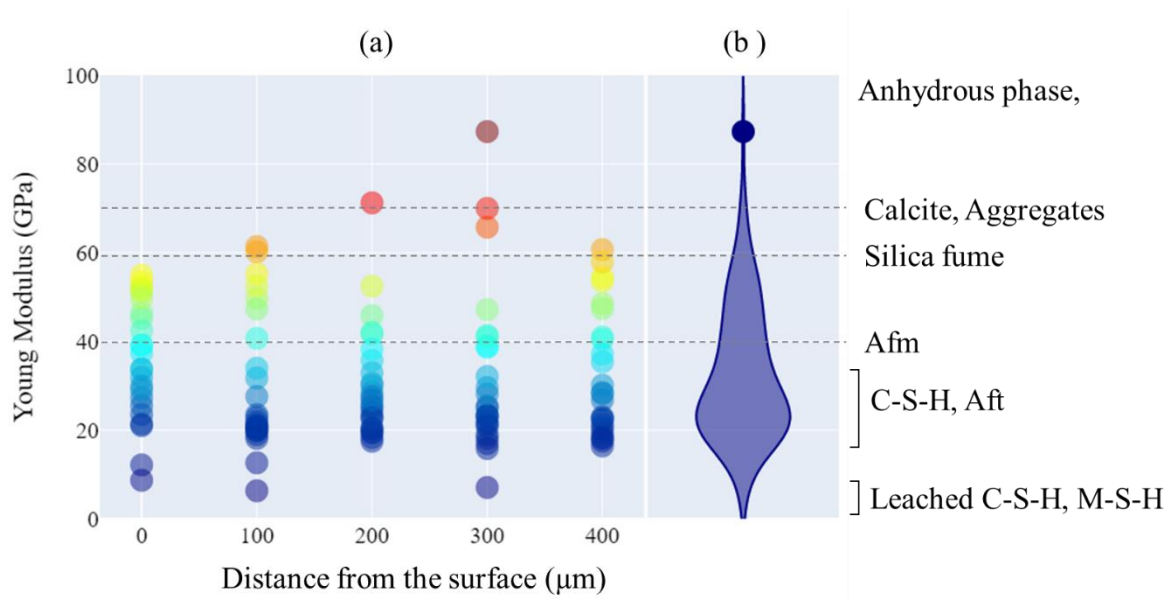 (a)
(b )
Young Modulus (GPa)
100
80
60
40
20
0
0 100 200 300 400
Distance from the surface (μm)
Anhydrous phase,
Calcite, Aggregates
Silica fume
Afm
C-S-H, Aft
Leached C-S-H, M-S-H